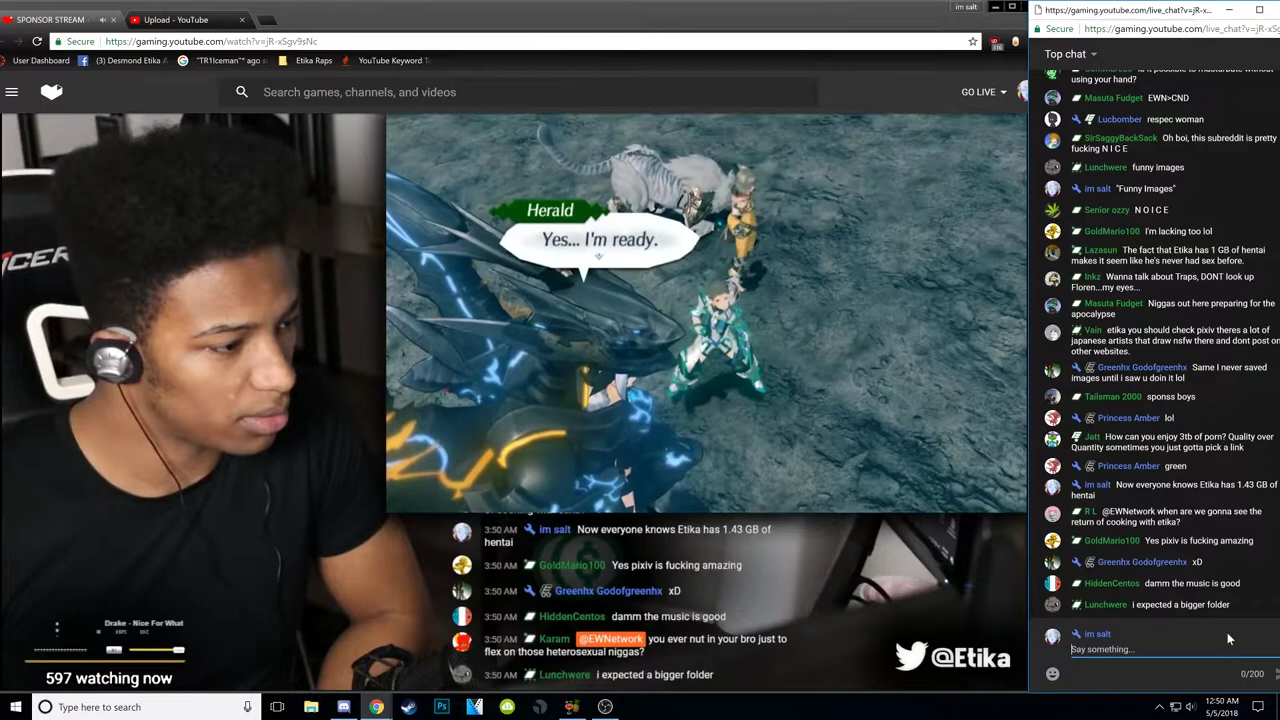 SPONSOR STREAM
Upload - YouTube
im salt
https://gaming.youtube.com/live_chat?v=jR-x...
Secure
https://gaming.youtube.com/watch?v=jR-xSgv9sNc
Secure
https://gaming.youtube.com/live_chat?v=jR-xSg
User Dashboard
(3) Desmond Etika A
"TR1Iceman"* ago s
Etika Raps
YouTube Keyword To
Top chat
Search games, channels, and videos
GO LIVE
using your hand?
Masuta Fudget EWN>CND
Lucbomber respec woman
SirSaggyBackSack Oh boi, this subreddit is pretty
fucking N I C E
Lunchwere funny images
im salt "Funny Images"
Senior ozzy N O I C E
GoldMario100 I'm lacking too lol
Lazasun The fact that Etika has 1 GB of hentai
makes it seem like he's never had sex before.
Inkz Wanna talk about Traps, DONT look up
Floren...my eyes...
Masuta Fudget Niggas out here preparing for the
apocalypse
Vain etika you should check pixiv theres a lot of
japanese artists that draw nsfw there and dont post on
other websites.
Greenhx Godofgreenhx Same I never saved
images until i saw u doin it lol
Tailsman 2000 sponss boys
Princess Amber lol
Jatt How can you enjoy 3tb of porn? Quality over
Quantity sometimes you just gotta pick a link
Princess Amber green
im salt Now everyone knows Etika has 1.43 GB of
hentai
R L @EWNetwork when are we gonna see the
return of cooking with etika?
GoldMario100 Yes pixiv is fucking amazing
Greenhx Godofgreenhx xD
HiddenCentos damm the music is good
Lunchwere i expected a bigger folder
im salt
Say something...
0/200
Herald
Yes... I'm ready.
3:50 AM im salt Now everyone knows Etika has 1.43 GB of
hentai
3:50 AM GoldMario100 Yes pixiv is fucking amazing
3:50 AM Greenhx Godofgreenhx xD
3:50 AM HiddenCentos damm the music is good
3:50 AM Karam @EWNetwork you ever nut in your bro just to
flex on those heterosexual niggas?
3:50 AM Lunchwere i expected a bigger folder
Drake - Nice For What
597 watching now
@Etika
Type here to search
12:50 AM
5/5/2018